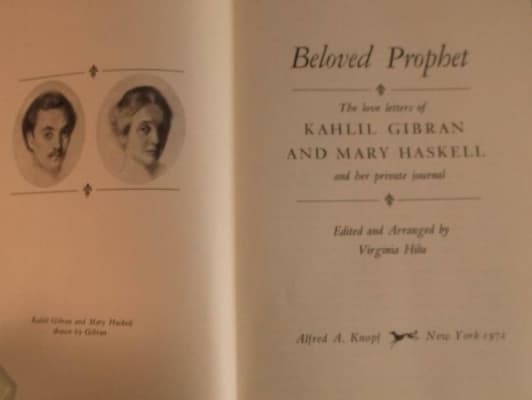 Kahlil Gibran and Mary Haskell
drawn by Gibran
Beloved Prophet
The love letters of
KAHLIL GIBRAN
AND MARY HASKELL
and her private journal
Edited and Arranged by
Virginia Hilu
Alfred A. Knopf New York 1972